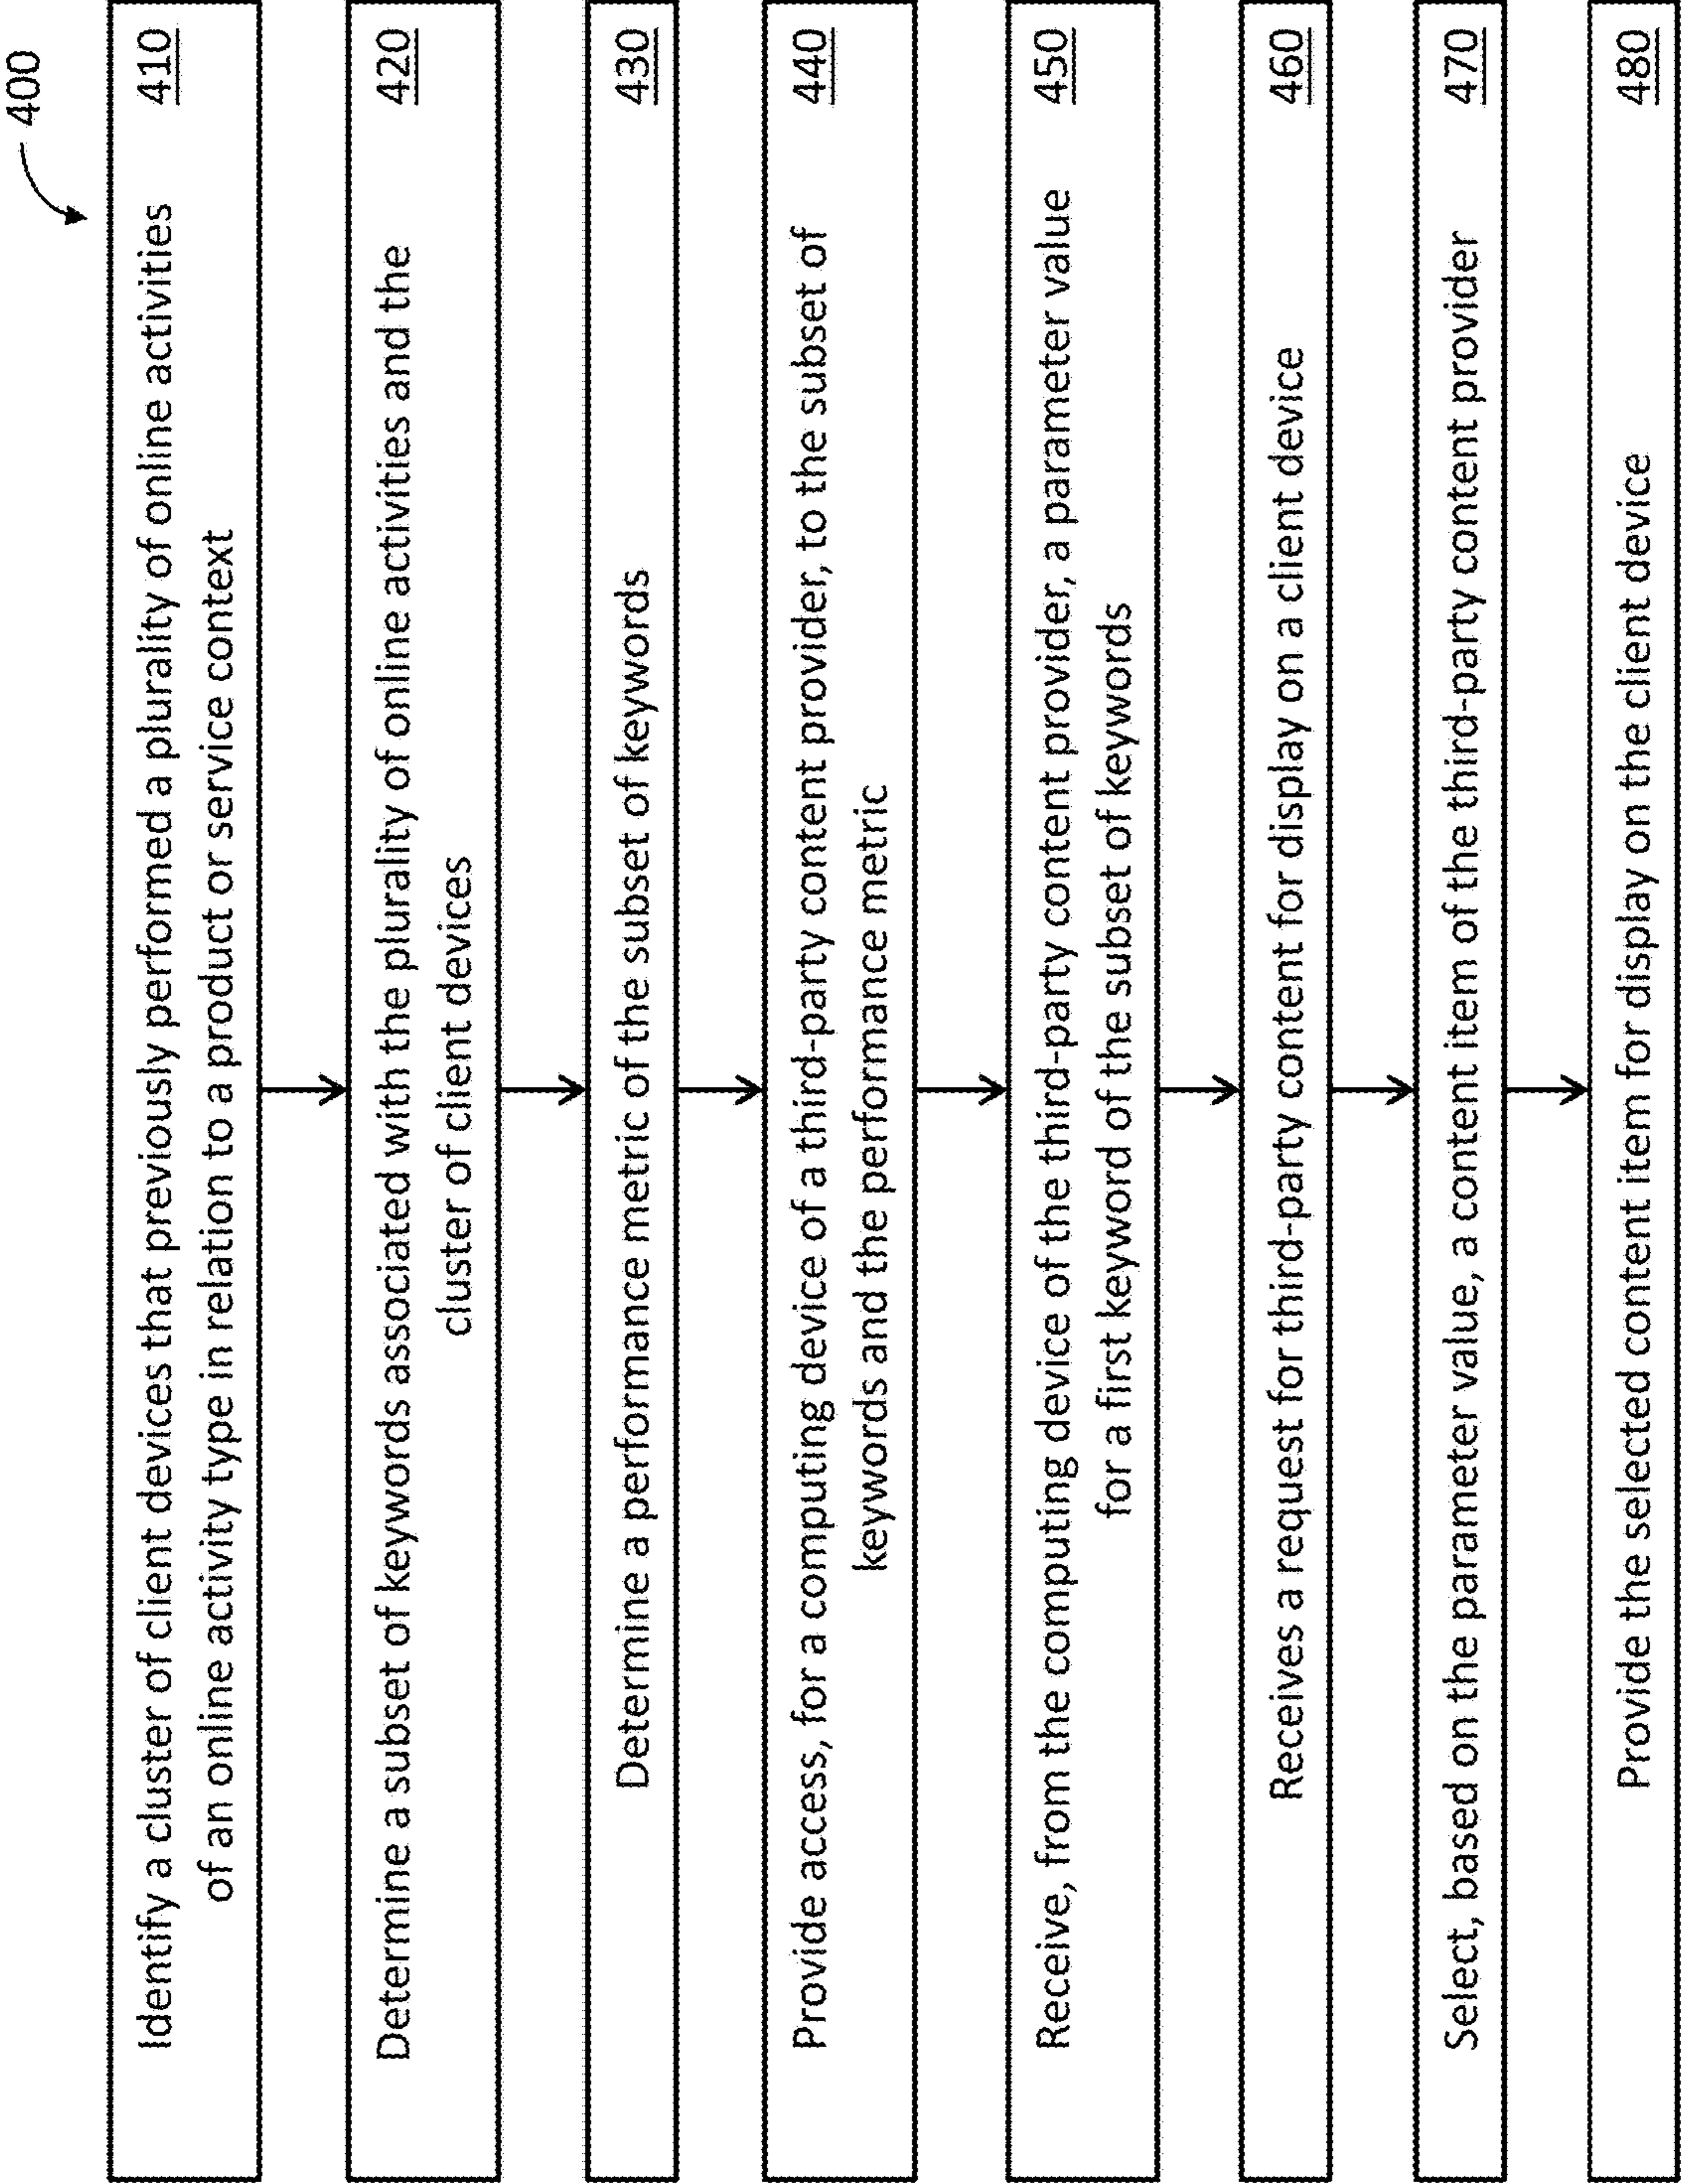 400
Identify a cluster of client devices that previously performed a plurality of online activities 410
of an online activity type in relation to a product or service context
Determine a subset of keywords associated with the plurality of online activities and the 420
cluster of client devices
Determine a performance metric of the subset of keywords 430
Provide access, for a computing device of a third-party content provider, to the subset of 440
keywords and the performance metric
Receive, from the computing device of the third-party content provider, a parameter value 450
for a first keyword of the subset of keywords
Receives a request for third-party content for display on a client device 460
Select, based on the parameter value, a content item of the third-party content provider 470
Provide the selected content item for display on the client device 480